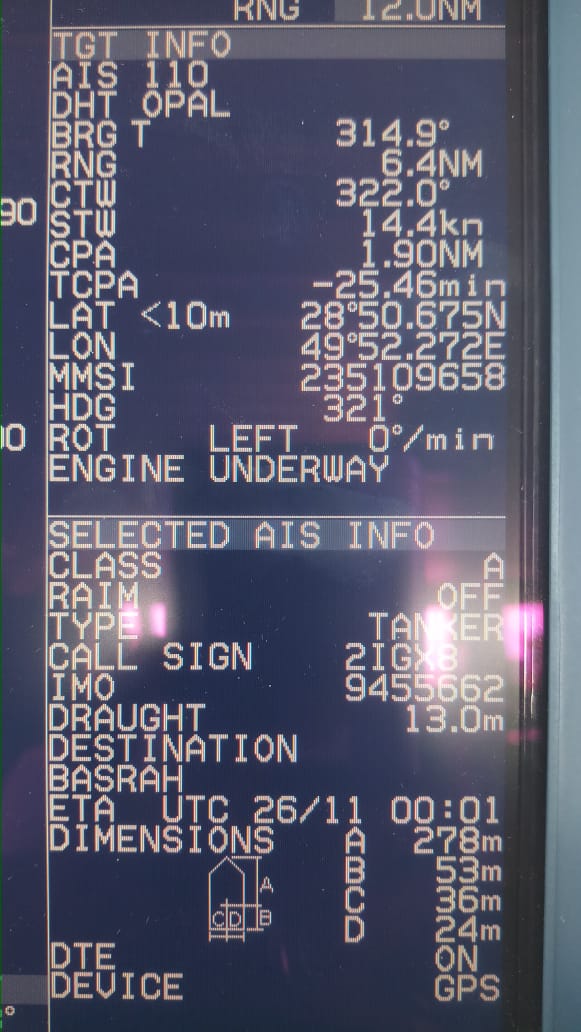 RNG 12.0NM
TGT INFO
AIS 110
DHT OPAL
BRG T 314.9°
RNG 6.4NM
CTW 322.0°
STW 14.4kn
CPA 1.90NM
TCPA -25.46min
LAT <10m 28°50.675N
LON 49°52.272E
MMSI 235109658
HDG 321°
ROT LEFT 0°/min
ENGINE UNDERWAY
SELECTED AIS INFO
CLASS A
RAIM OFF
TYPE TANKER
CALL SIGN 2IGX8
IMO 9455662
DRAUGHT 13.0m
DESTINATION
BASRAH
ETA UTC 26/11 00:01
DIMENSIONS A 278m
B 53m
A
C 36m
C D B
D 24m
DTE ON
DEVICE GPS